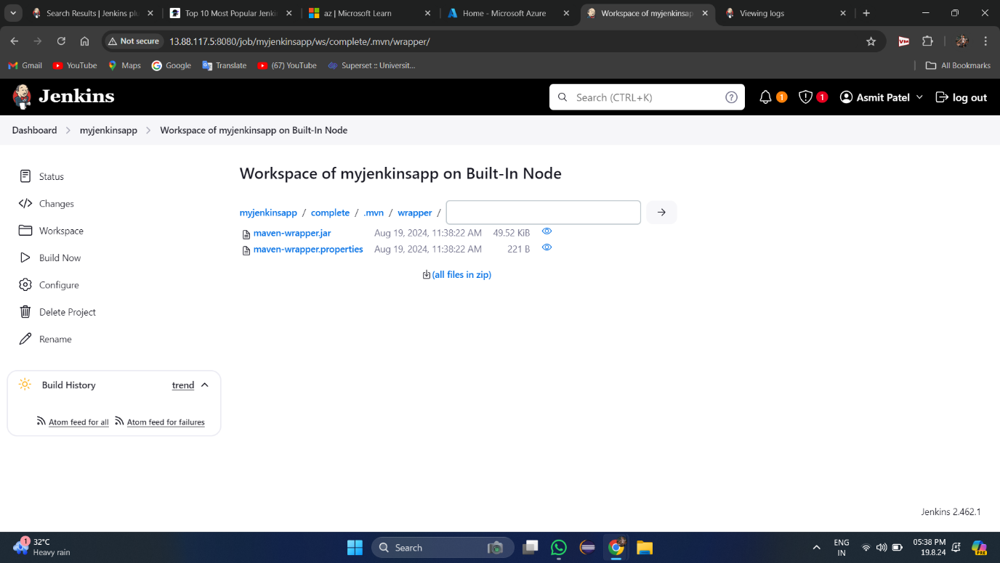 Search Results | Jenkins plu
Top 10 Most Popular Jenki
az | Microsoft Learn
Home - Microsoft Azure
Workspace of myjenkinsap
Viewing logs
Not secure
13.88.117.5:8080/job/myjenkinsapp/ws/complete/.mvn/wrapper/
Gmail
YouTube
Maps
Google
Translate
(67) YouTube
Superset :: Universit...
All Bookmarks
Jenkins
Search (CTRL+K)
?
1
1
Asmit Patel
log out
Dashboard
myjenkinsapp
Workspace of myjenkinsapp on Built-In Node
Status
Changes
Workspace
Build Now
Configure
Delete Project
Rename
Build History
trend
Atom feed for all
Atom feed for failures
Workspace of myjenkinsapp on Built-In Node
myjenkinsapp / complete / .mvn / wrapper /
maven-wrapper.jar Aug 19, 2024, 11:38:22 AM 49.52 KiB
maven-wrapper.properties Aug 19, 2024, 11:38:22 AM 221 B
(all files in zip)
Jenkins 2.462.1
1
32°C
Heavy rain
Search
ENG
IN
05:38 PM
19.8.24
PRE